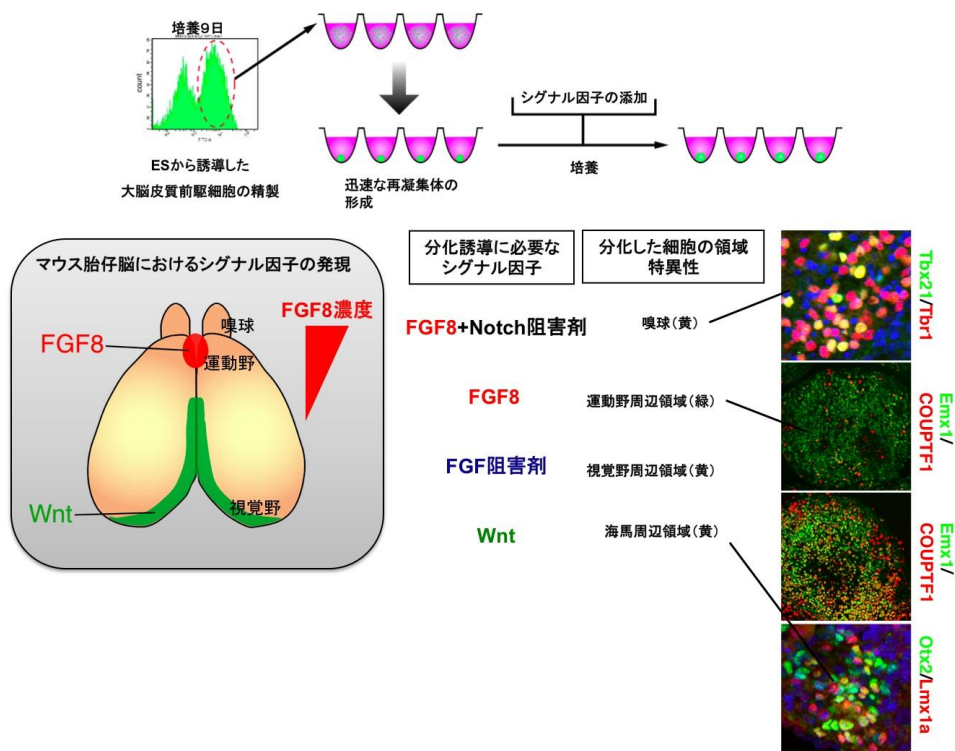 培養９日
count
シグナル因子の添加
培養
ESから誘導した
大脳皮質前駆細胞の精製
迅速な再凝集体の
形成
マウス胎仔脳におけるシグナル因子の発現
FGF8濃度
嗅球
FGF8
運動野
Wnt
視覚野
分化誘導に必要な
シグナル因子
分化した細胞の領域
特異性
FGF8+Notch阻害剤
嗅球（黄）
FGF8
運動野周辺領域（緑）
FGF阻害剤
視覚野周辺領域（黄）
Wnt
海馬周辺領域（黄）
Tbx21/Tbr1
Emx1/
COUPTF1
Emx1/
COUPTF1
Otx2/Lmx1a